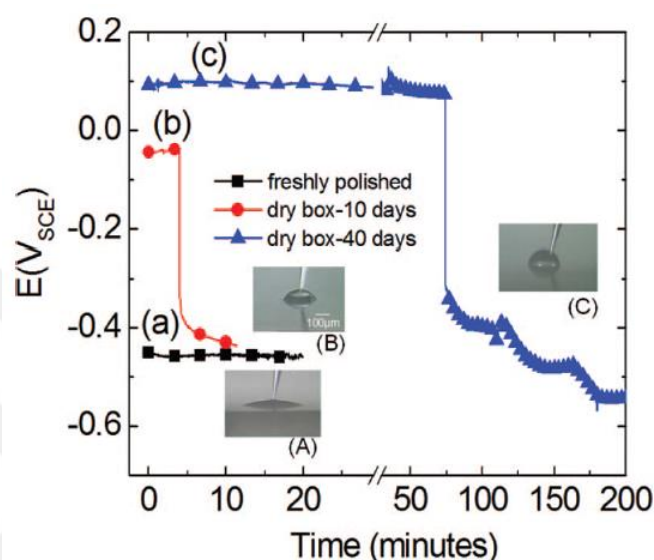 0.2
0.0
-0.2
-0.4
-0.6
E(V_SCE)
(c)
(b)
freshly polished
dry box-10 days
dry box-40 days
(a)
100µm
(B)
(C)
(A)
0 10 50 100 150 200
Time (minutes)